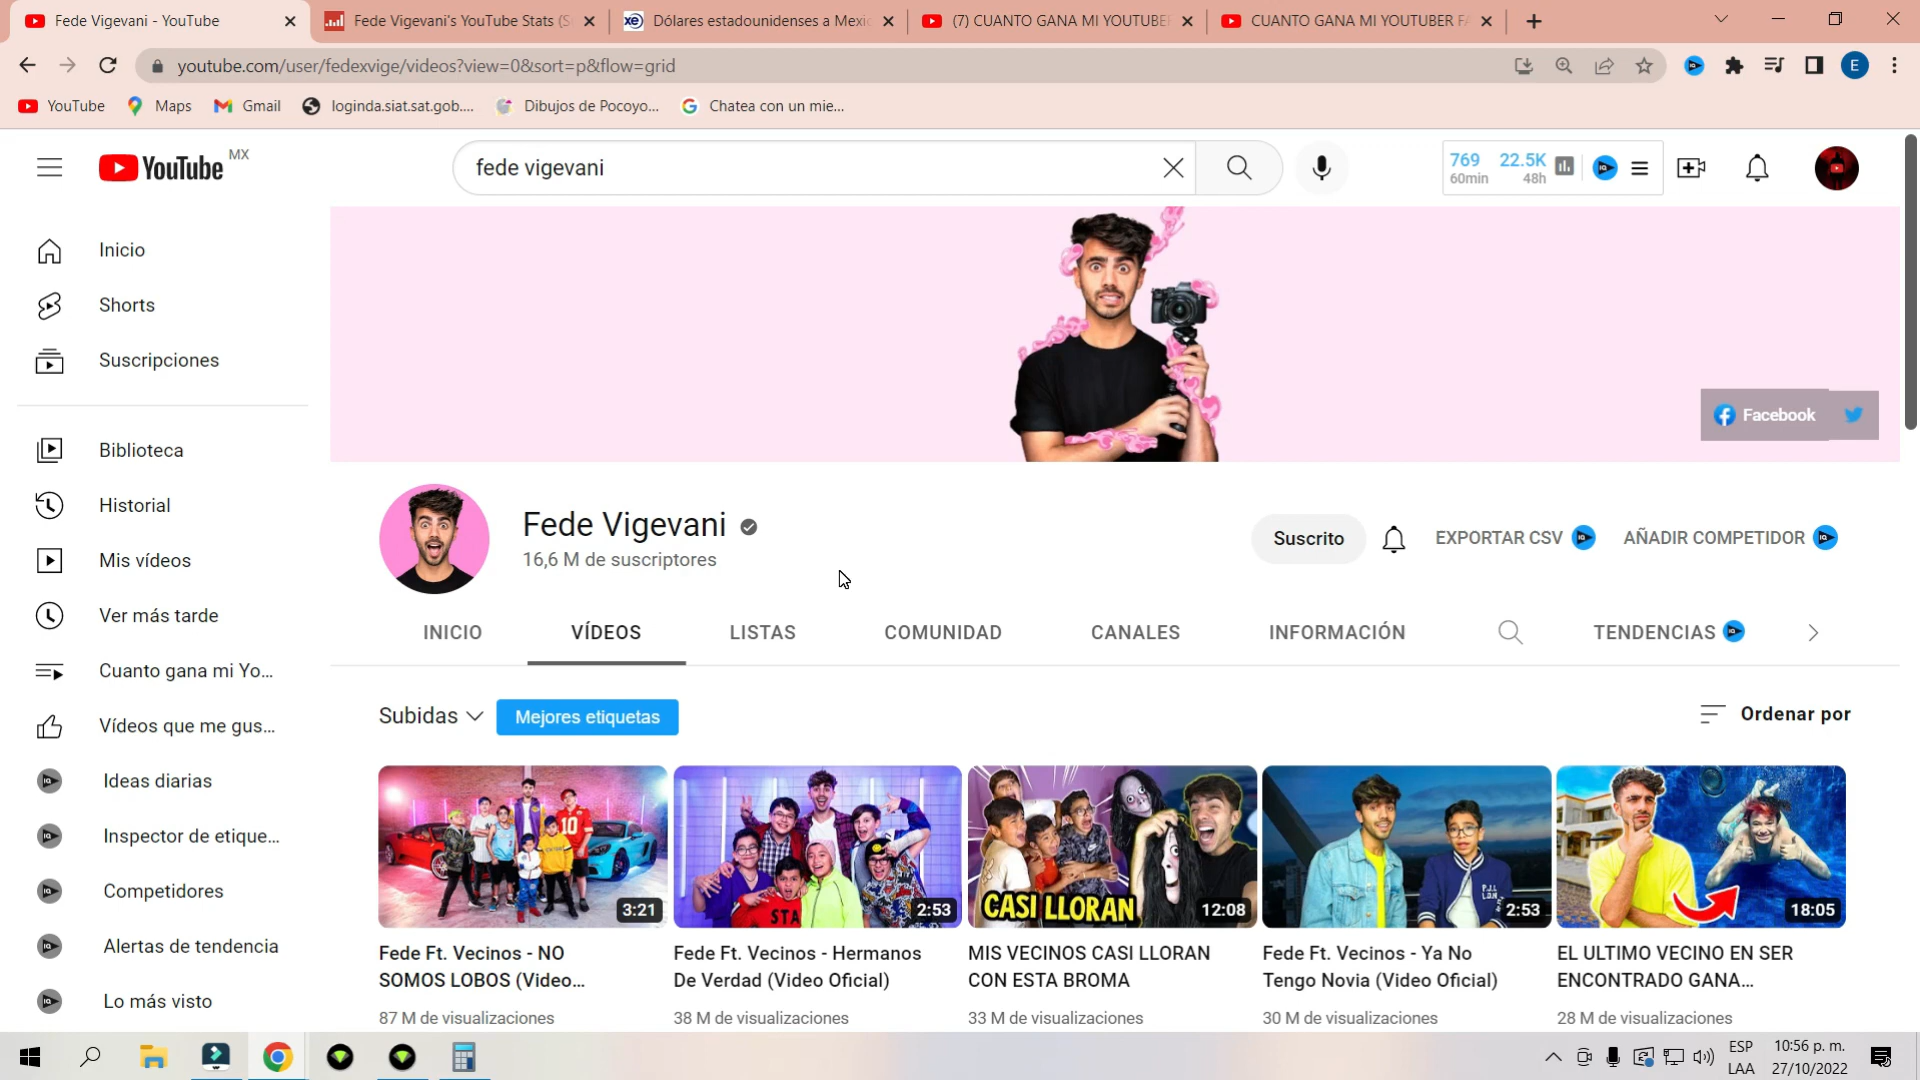 Fede Vigevani - YouTube
Fede Vigevani's YouTube Stats (S
Dólares estadounidenses a Mexic
(7) CUANTO GANA MI YOUTUBER
CUANTO GANA MI YOUTUBER FA
youtube.com/user/fedexvige/videos?view=0&sort=p&flow=grid
E
YouTube
Maps
Gmail
loginda.siat.sat.gob....
Dibujos de Pocoyo...
Chatea con un mie...
YouTube MX
fede vigevani
769 22.5K
60min 48h
Inicio
Shorts
Suscripciones
Biblioteca
Historial
Mis vídeos
Ver más tarde
Cuanto gana mi Yo...
Vídeos que me gus...
Ideas diarias
Inspector de etique...
Competidores
Alertas de tendencia
Lo más visto
Facebook
Fede Vigevani
16,6 M de suscriptores
Suscrito
EXPORTAR CSV
AÑADIR COMPETIDOR
INICIO
VÍDEOS
LISTAS
COMUNIDAD
CANALES
INFORMACIÓN
TENDENCIAS
Subidas
Mejores etiquetas
Ordenar por
10
3:21
STA
2:53
CASI LLORAN
12:08
2:53
18:05
Fede Ft. Vecinos - NO
SOMOS LOBOS (Video...
87 M de visualizaciones
Fede Ft. Vecinos - Hermanos
De Verdad (Video Oficial)
38 M de visualizaciones
MIS VECINOS CASI LLORAN
CON ESTA BROMA
33 M de visualizaciones
Fede Ft. Vecinos - Ya No
Tengo Novia (Video Oficial)
30 M de visualizaciones
EL ULTIMO VECINO EN SER
ENCONTRADO GANA...
28 M de visualizaciones
ESP
LAA
10:56 p. m.
27/10/2022